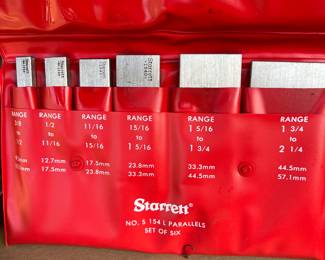 Starrett
RANGE RANGE RANGE RANGE RANGE RANGE
3/8 1/2 11/16 15/16 1 5/16 1 3/4
to to to to to
1/2 11/16 15/16 1 5/16 1 3/4 2 1/4
12.7mm 17.5mm 23.8mm 33.3mm 44.5mm
17.5mm 23.8mm 33.3mm 44.5mm 57.1mm
Starrett
NO. S 154 L PARALLELS
SET OF SIX